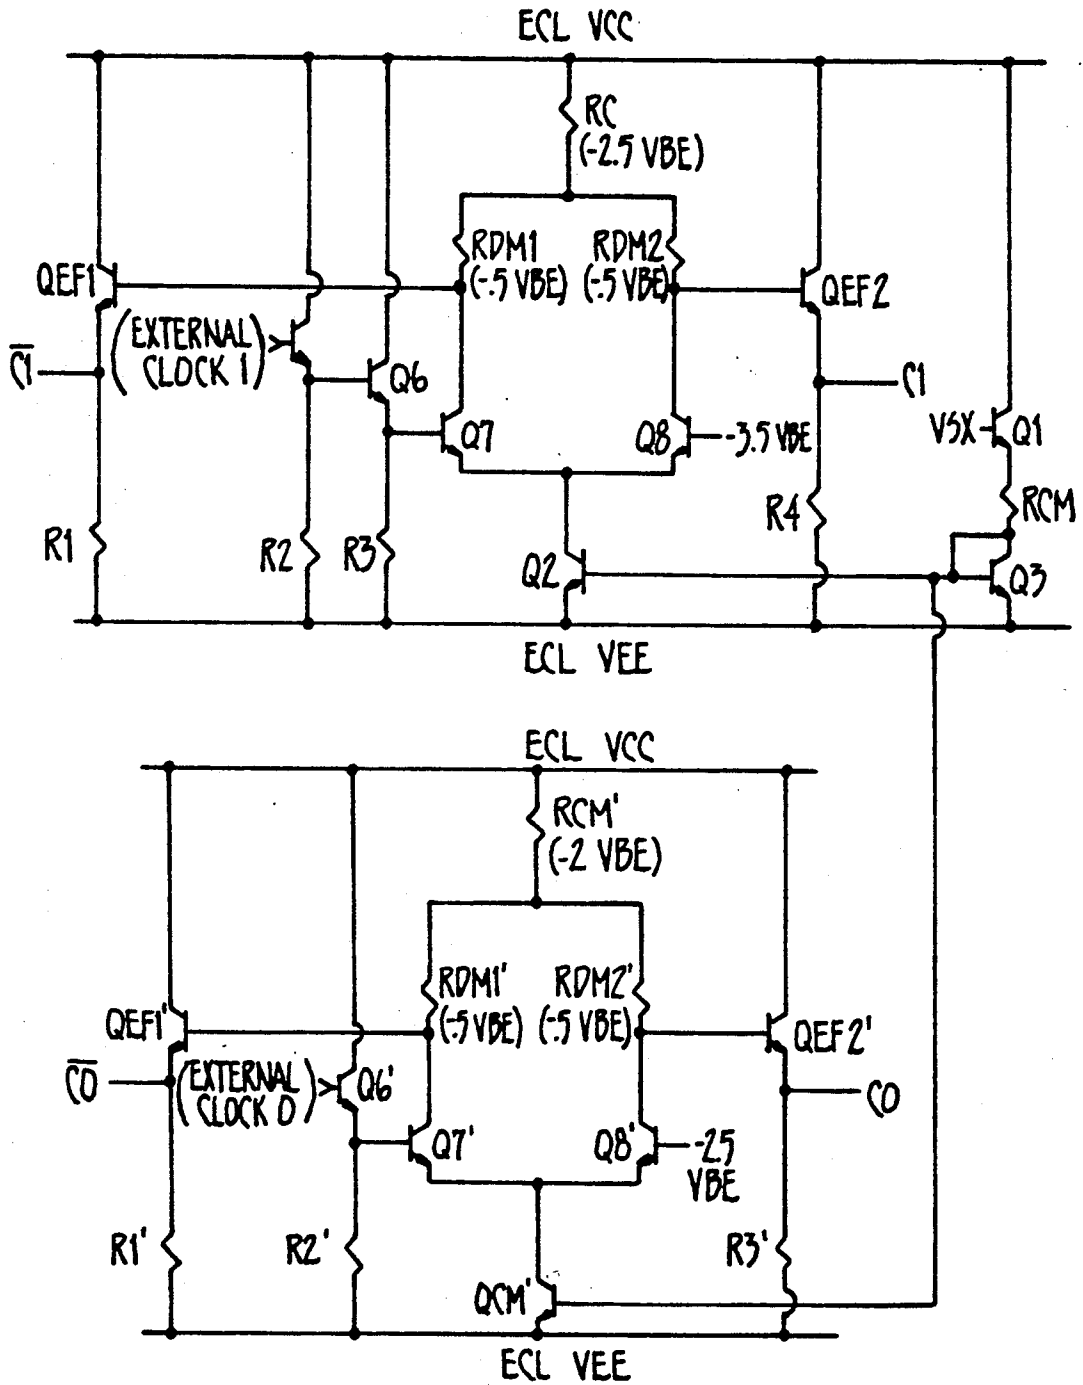 ECL VCC
RC
(-2.5 VBE)
RDM1
(-.5 VBE)
RDM2
(-.5 VBE)
QEF1
QEF2
(EXTERNAL
CLOCK 1)
C1
Q6
C1
Q7
Q8
-3.5 VBE
VSX
Q1
RCM
R4
R1
R2
R3
Q2
Q3
ECL VEE
ECL VCC
RCM'
(-2 VBE)
RDM1'
(-.5 VBE)
RDM2'
(-.5 VBE)
QEF1'
QEF2'
C0
(EXTERNAL
CLOCK 0)
Q6'
C0
Q7'
Q8'
-2.5
VBE
R1'
R2'
R3'
QCM'
ECL VEE